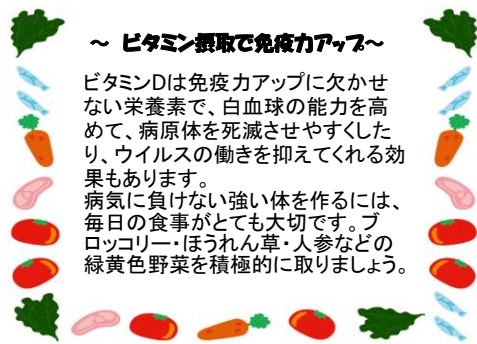 ～ ビタミン摂取で免疫力アップ～
ビタミンDは免疫力アップに欠かせ
ない栄養素で、白血球の能力を高
めて、病原体を死滅させやすくした
り、ウイルスの働きを抑えてくれる効
果もあります。
病気に負けない強い体を作るには、
毎日の食事がとても大切です。ブ
ロッコリー・ほうれん草・人参などの
緑黄色野菜を積極的に取りましょう。